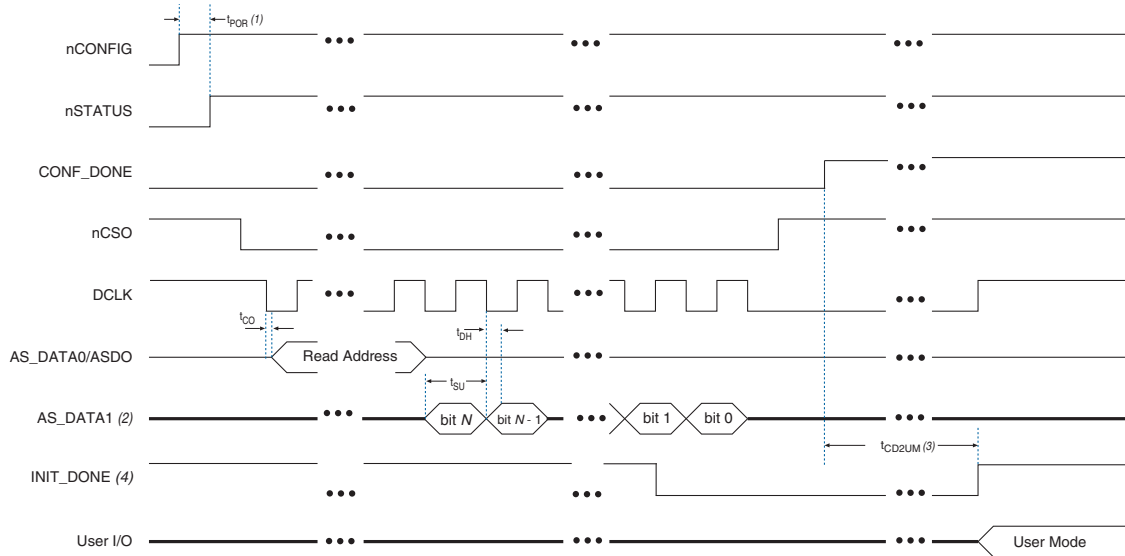 tPOR (1)
nCONFIG
nSTATUS
CONF_DONE
nCSO
DCLK
tCO
tDH
AS_DATA0/ASDO
Read Address
tSU
AS_DATA1 (2)
bit N
bit N - 1
bit 1
bit 0
tCD2UM (3)
INIT_DONE (4)
User I/O
User Mode